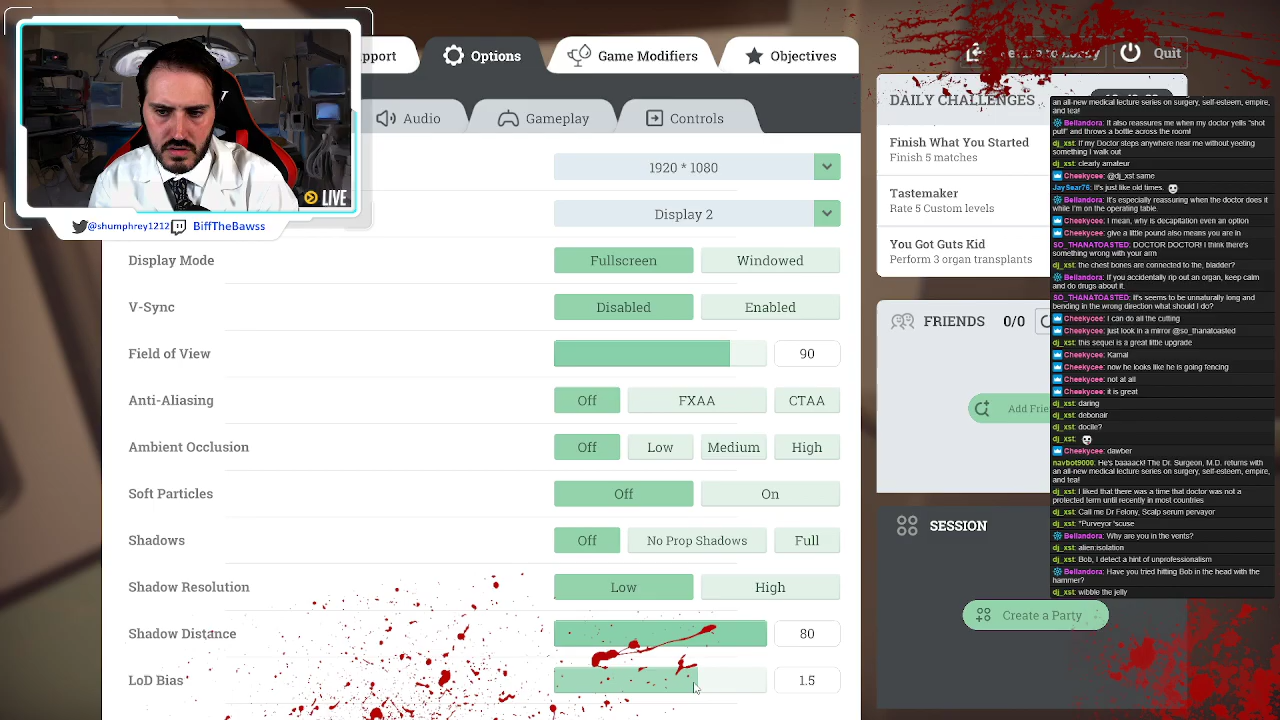 pport
Options
Game Modifiers
Objectives
Quit
Audio
Gameplay
Controls
LIVE
@shumphrey1212 BiffTheBawss
1920 * 1080
Display 2
Display Mode Fullscreen Windowed
V-Sync Disabled Enabled
Field of View 90
Anti-Aliasing Off FXAA CTAA
Ambient Occlusion Off Low Medium High
Soft Particles Off On
Shadows Off No Prop Shadows Full
Shadow Resolution Low High
Shadow Distance 80
LoD Bias 1.5
DAILY CHALLENGES
Finish What You Started
Finish 5 matches
Tastemaker
Rate 5 Custom levels
You Got Guts Kid
Perform 3 organ transplants
FRIENDS 0/0
Add Frie
SESSION
Create a Party
an all-new medical lecture series on surgery, self-esteem, empire,
and tea!
Bellandora: It also reassures me when my doctor yells "shot
put!" and throws a bottle across the room!
dj_xst: If my Doctor steps anywhere near me without yeeting
something I walk out
dj_xst: clearly amateur
Cheekycee: @dj_xst same
JaySear76: It's just like old times.
Bellandora: It's especially reassuring when the doctor does it
while I'm on the operating table.
Cheekycee: I mean, why is decapitation even an option
Cheekycee: give a little pound also means you are in
SO_THANATOASTED: DOCTOR DOCTOR! I think there's
something wrong with your arm
dj_xst: the chest bones are connected to the, bladder?
Bellandora: If you accidentally rip out an organ, keep calm
and do drugs about it.
SO_THANATOASTED: It's seems to be unnaturally long and
bending in the wrong direction what should I do?
Cheekycee: I can do all the cutting
Cheekycee: just look in a mirror @so_thanatoasted
dj_xst: this sequel is a great little upgrade
Cheekycee: Kamal
Cheekycee: now he looks like he is going fencing
Cheekycee: not at all
Cheekycee: it is great
dj_xst: daring
dj_xst: debonair
dj_xst: docile?
dj_xst:
Cheekycee: dawber
navbot9000: He's baaaack! The Dr. Surgeon, M.D. returns with
an all-new medical lecture series on surgery, self-esteem, empire,
and tea!
dj_xst: I liked that there was a time that doctor was not a
protected term until recently in most countries
dj_xst: Call me Dr Felony, Scalp serum pervayor
dj_xst: *Purveyor 'scuse
Bellandora: Why are you in the vents?
dj_xst: alien:isolation
dj_xst: Bob, I detect a hint of unprofessionalism
Bellandora: Have you tried hitting Bob in the head with the
hammer?
dj_xst: wibble the jelly